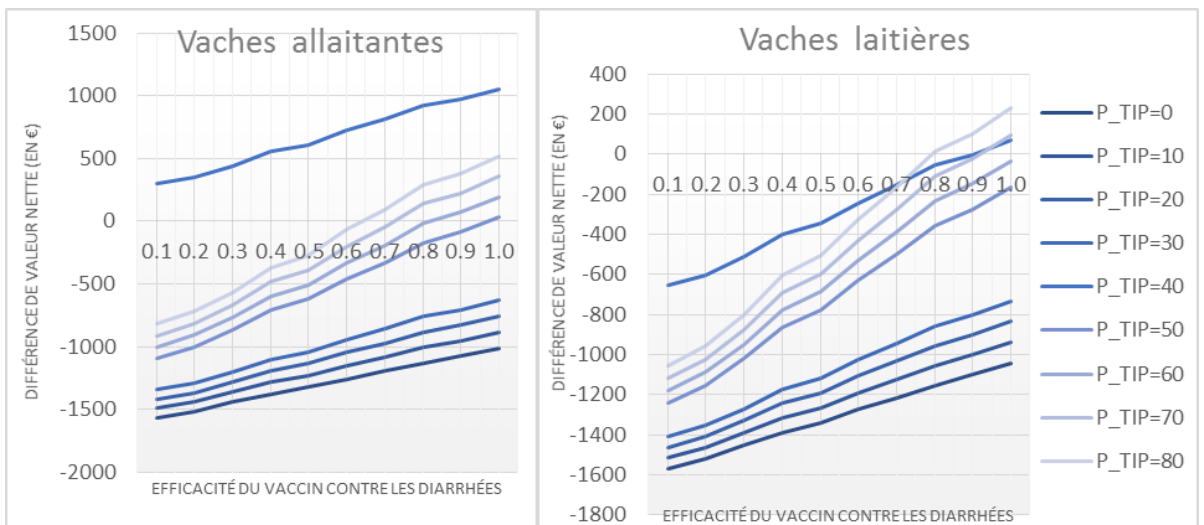 Vaches allaitantes
DIFFÉRENCE DE VALEUR NETTE (EN €)
1500
1000
500
0
-500
-1000
-1500
-2000
0.1 0.2 0.3 0.4 0.5 0.6 0.7 0.8 0.9 1.0
EFFICACITÉ DU VACCIN CONTRE LES DIARRHÉES
Vaches laitières
DIFFÉRENCE DE VALEUR NETTE (EN €)
400
200
0
-200
-400
-600
-800
-1000
-1200
-1400
-1600
-1800
0.1 0.2 0.3 0.4 0.5 0.6 0.7 0.8 0.9 1.0
EFFICACITÉ DU VACCIN CONTRE LES DIARRHÉES
P_TIP=0
P_TIP=10
P_TIP=20
P_TIP=30
P_TIP=40
P_TIP=50
P_TIP=60
P_TIP=70
P_TIP=80